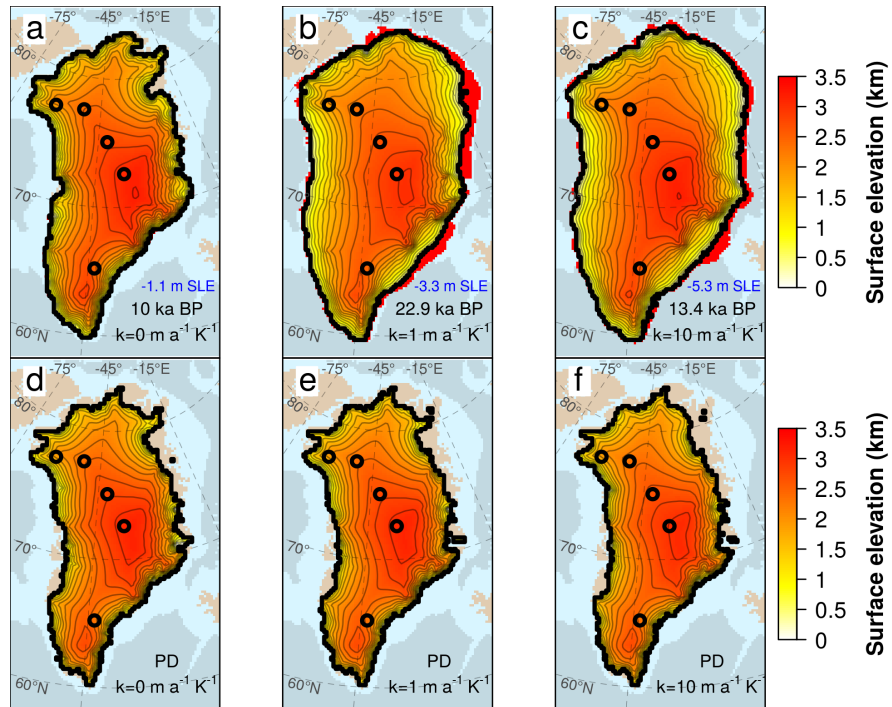 a
-75°
-45°
-15°E
80°
70°
60°N
-1.1 m SLE
10 ka BP
k=0 m a⁻¹ K⁻¹
b
-75°
-45°
-15°E
80°
70°
60°N
-3.3 m SLE
22.9 ka BP
k=1 m a⁻¹ K⁻¹
c
-75°
-45°
-15°E
80°
70°
60°N
-5.3 m SLE
13.4 ka BP
k=10 m a⁻¹ K⁻¹
3.5
3
2.5
2
1.5
1
0.5
0
Surface elevation (km)
d
-75°
-45°
-15°E
80°
70°
60°N
PD
k=0 m a⁻¹ K⁻¹
e
-75°
-45°
-15°E
80°
70°
60°N
PD
k=1 m a⁻¹ K⁻¹
f
-75°
-45°
-15°E
80°
70°
60°N
PD
k=10 m a⁻¹ K⁻¹
3.5
3
2.5
2
1.5
1
0.5
0
Surface elevation (km)